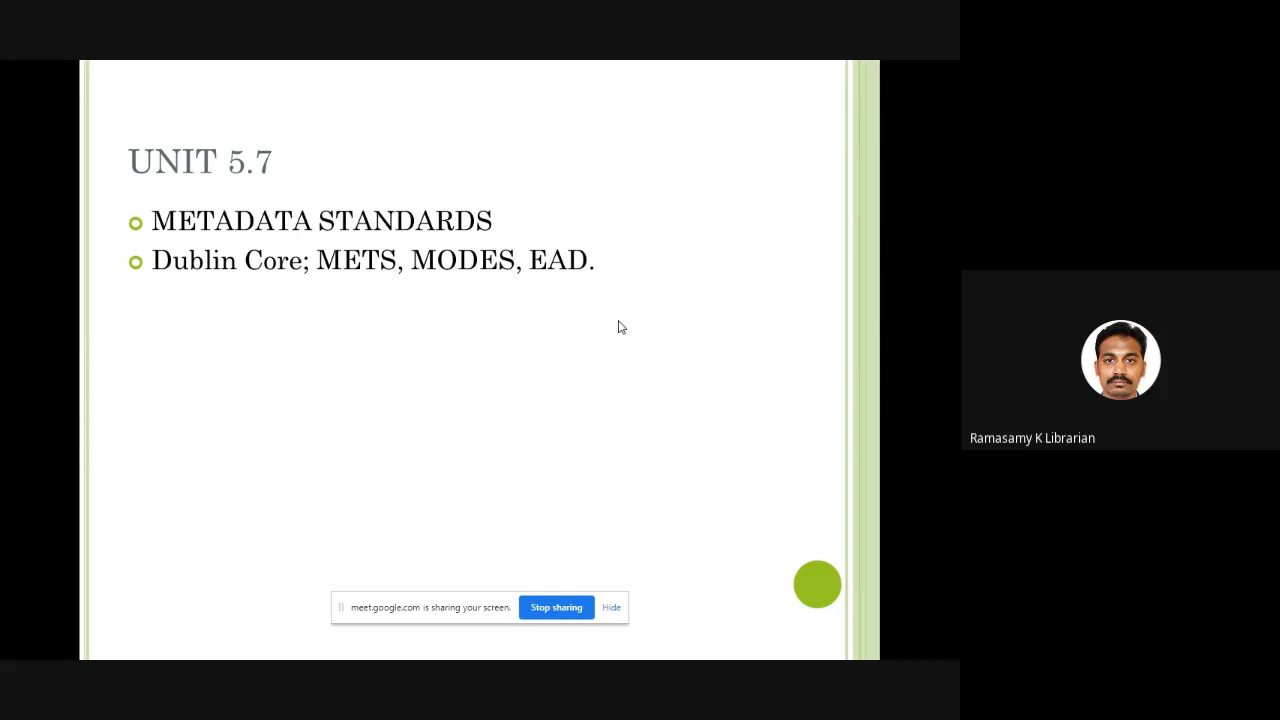 UNIT 5.7
METADATA STANDARDS
Dublin Core; METS, MODES, EAD.
meet.google.com is sharing your screen. Stop sharing Hide
Ramasamy K Librarian